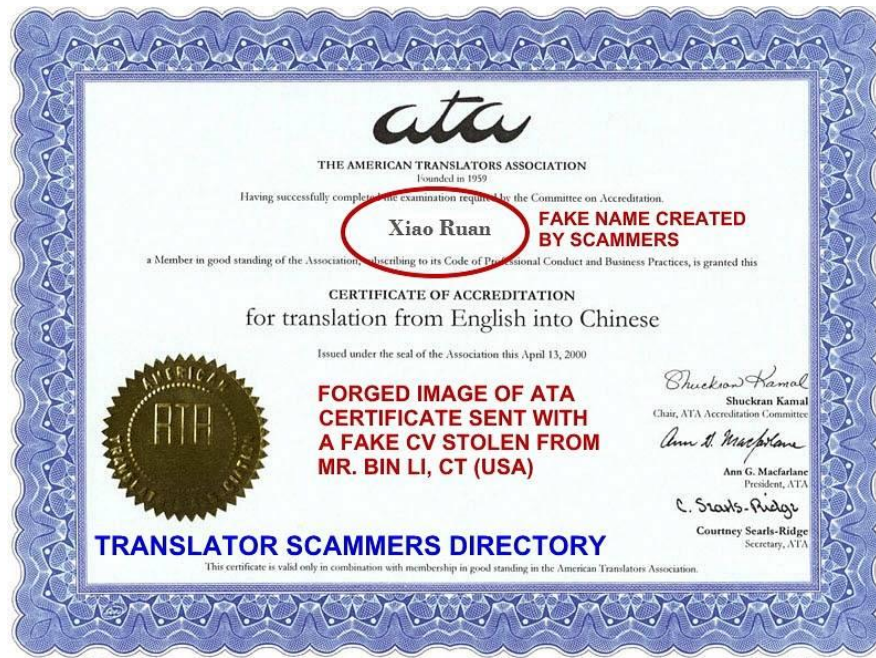 ata
THE AMERICAN TRANSLATORS ASSOCIATION
Founded in 1959
Having successfully completed the examination required by the Committee on Accreditation.
Xiao Ruan
FAKE NAME CREATED
BY SCAMMERS
a Member in good standing of the Association, subscribing to its Code of Professional Conduct and Business Practices, is granted this
CERTIFICATE OF ACCREDITATION
for translation from English into Chinese
Issued under the seal of the Association this April 13, 2000
AMERICAN
ATA
FORGED IMAGE OF ATA
CERTIFICATE SENT WITH
A FAKE CV STOLEN FROM
MR. BIN LI, CT (USA)
Shuckran Kamal
Shuckran Kamal
Chair, ATA Accreditation Committee
Ann G. Macfarlane
Ann G. Macfarlane
President, ATA
C. Searls-Ridge
Courtney Searls-Ridge
Secretary, ATA
TRANSLATOR SCAMMERS DIRECTORY
This certificate is valid only in combination with membership in good standing in the American Translators Association.